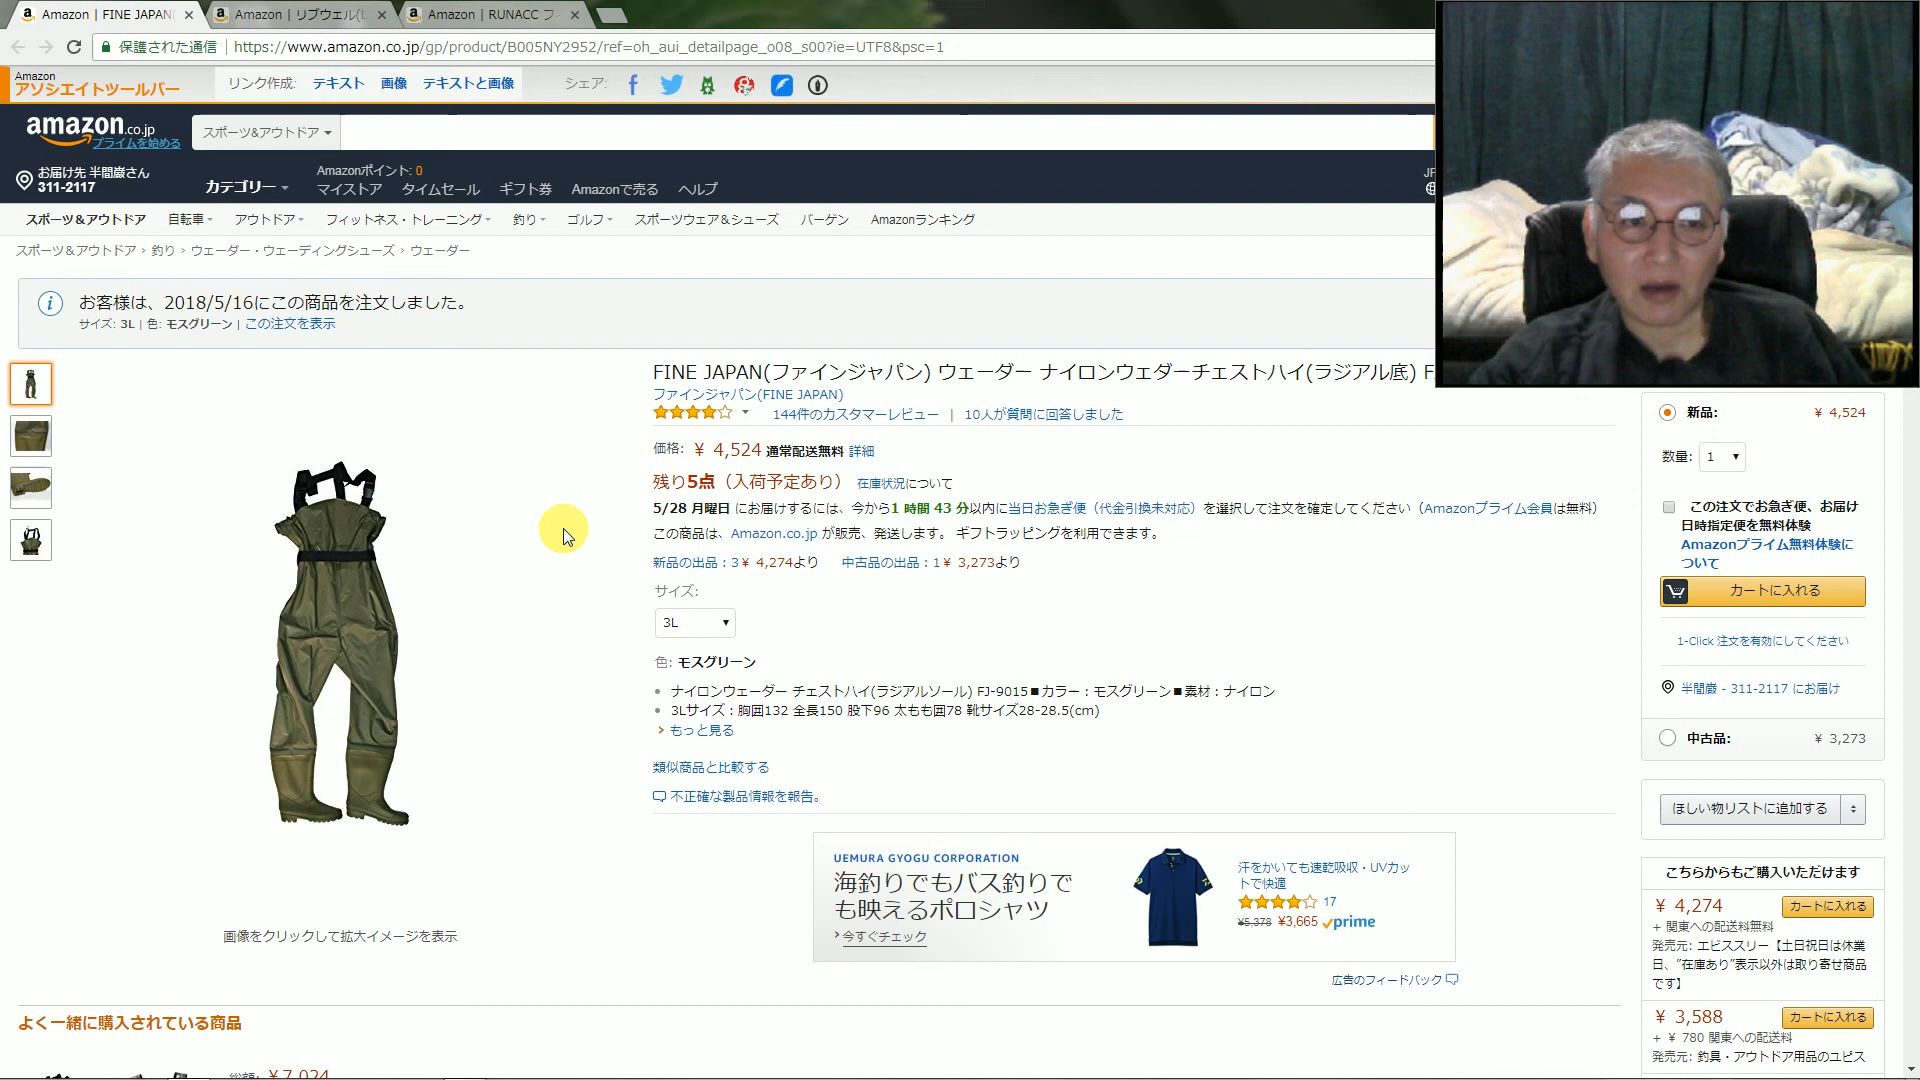 Amazon | FINE JAPAN(
Amazon | リブウェル(L
Amazon | RUNACC フ
保護された通信
https://www.amazon.co.jp/gp/product/B005NY2952/ref=oh_aui_detailpage_o08_s00?ie=UTF8&psc=1
Amazon
アソシエイトツールバー
リンク作成: テキスト 画像 テキストと画像
シェア:
amazon.co.jp
プライムを始める
スポーツ&アウトドア
お届け先 半間巌さん
311-2117
カテゴリー
Amazonポイント: 0
マイストア タイムセール ギフト券 Amazonで売る ヘルプ
スポーツ＆アウトドア 自転車 アウトドア フィットネス・トレーニング 釣り ゴルフ スポーツウェア＆シューズ バーゲン Amazonランキング
スポーツ＆アウトドア › 釣り › ウェーダー・ウェーディングシューズ › ウェーダー
お客様は、2018/5/16にこの商品を注文しました。
サイズ: 3L | 色: モスグリーン | この注文を表示
FINE JAPAN(ファインジャパン) ウェーダー ナイロンウェダーチェストハイ(ラジアル底) F
ファインジャパン(FINE JAPAN)
144件のカスタマーレビュー | 10人が質問に回答しました
価格: ￥ 4,524 通常配送無料 詳細
残り5点（入荷予定あり） 在庫状況について
5/28 月曜日 にお届けするには、今から1 時間 43 分以内に当日お急ぎ便（代金引換未対応）を選択して注文を確定してください（Amazonプライム会員は無料）
この商品は、Amazon.co.jp が販売、発送します。 ギフトラッピングを利用できます。
新品の出品：3￥ 4,274より 中古品の出品：1￥ 3,273より
サイズ:
3L
色: モスグリーン
ナイロンウェーダー チェストハイ(ラジアルソール) FJ-9015■カラー：モスグリーン■素材：ナイロン
3Lサイズ：胸囲132 全長150 股下96 太もも囲78 靴サイズ28-28.5(cm)
› もっと見る
類似商品と比較する
不正確な製品情報を報告。
画像をクリックして拡大イメージを表示
UEMURA GYOGU CORPORATION
海釣りでもバス釣りで
も映えるポロシャツ
› 今すぐチェック
汗をかいても速乾吸収・UVカッ
トで快適
17
¥5,378 ¥3,665 prime
広告のフィードバック
よく一緒に購入されている商品
総額: ￥7,024
新品: ￥ 4,524
数量: 1
この注文でお急ぎ便、お届け
日時指定便を無料体験
Amazonプライム無料体験に
ついて
カートに入れる
1-Click 注文を有効にしてください
半間巌 - 311-2117 にお届け
中古品: ￥ 3,273
ほしい物リストに追加する
こちらからもご購入いただけます
￥ 4,274 カートに入れる
+ 関東への配送料無料
発売元: エビススリー【土日祝日は休業
日、”在庫あり”表示以外は取り寄せ商品
です】
￥ 3,588 カートに入れる
+ ￥ 780 関東への配送料
発売元: 釣具・アウトドア用品のユピス